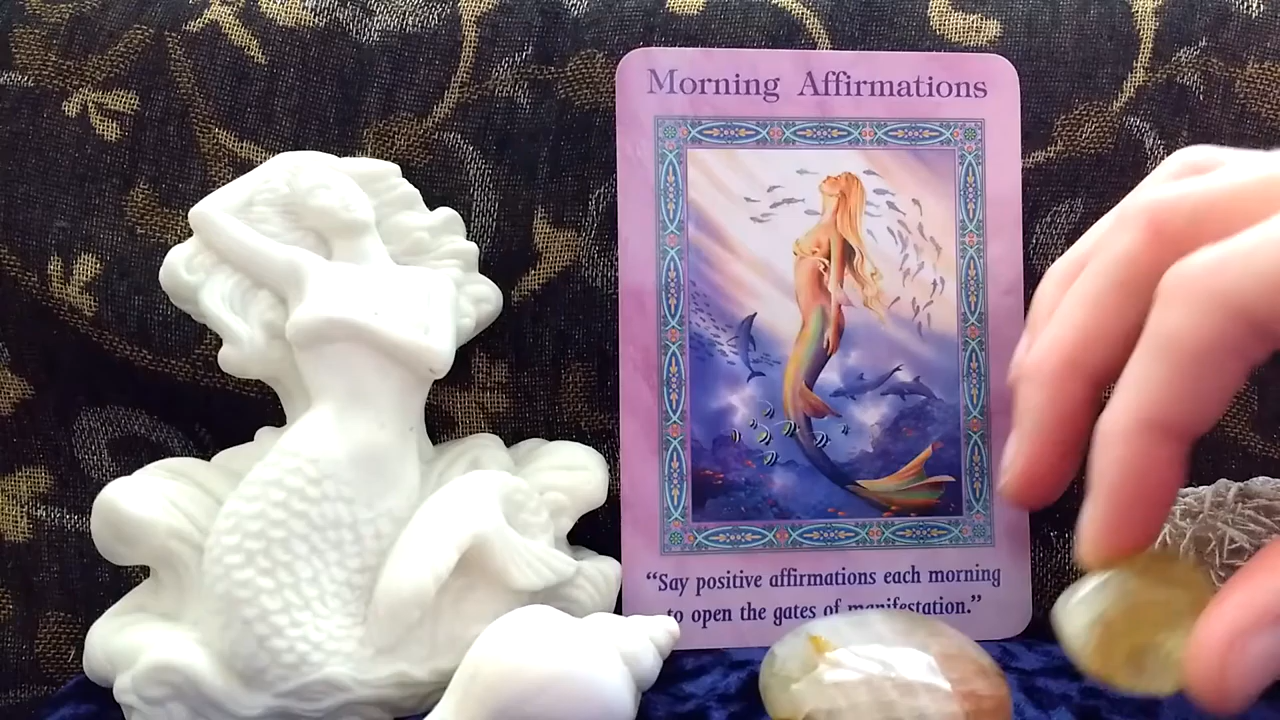 Morning Affirmations
“Say positive affirmations each morning
to open the gates of manifestation.”